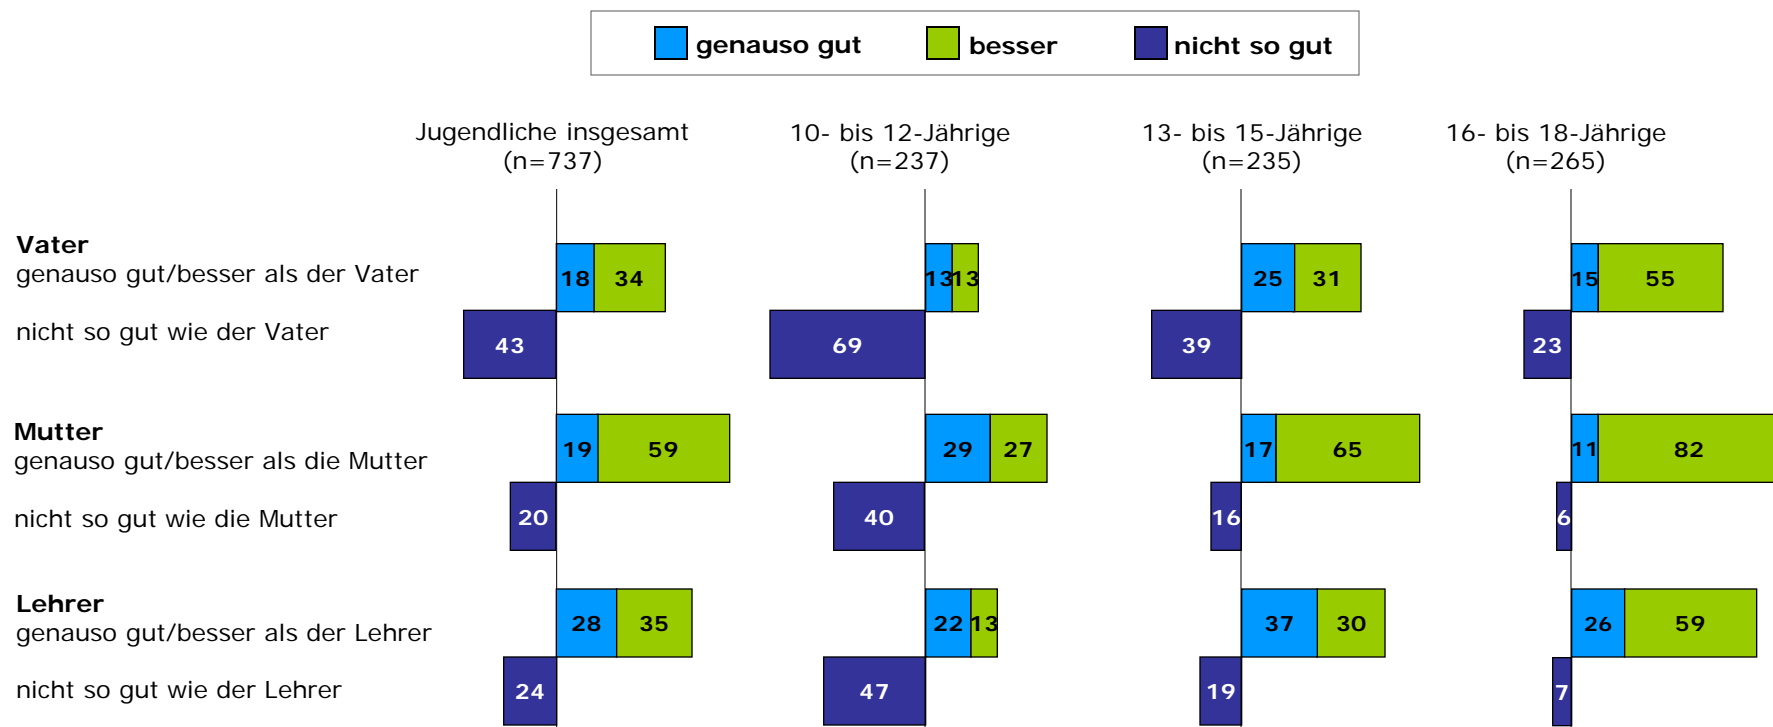 genauso gut besser nicht so gut
Jugendliche insgesamt 10- bis 12-Jährige 13- bis 15-Jährige 16- bis 18-Jährige
(n=737) (n=237) (n=235) (n=265)
Vater
genauso gut/besser als der Vater 18 34 13 13 25 31 15 55
nicht so gut wie der Vater 43 69 39 23
Mutter
genauso gut/besser als die Mutter 19 59 29 27 17 65 11 82
nicht so gut wie die Mutter 20 40 16 6
Lehrer
genauso gut/besser als der Lehrer 28 35 22 13 37 30 26 59
nicht so gut wie der Lehrer 24 47 19 7